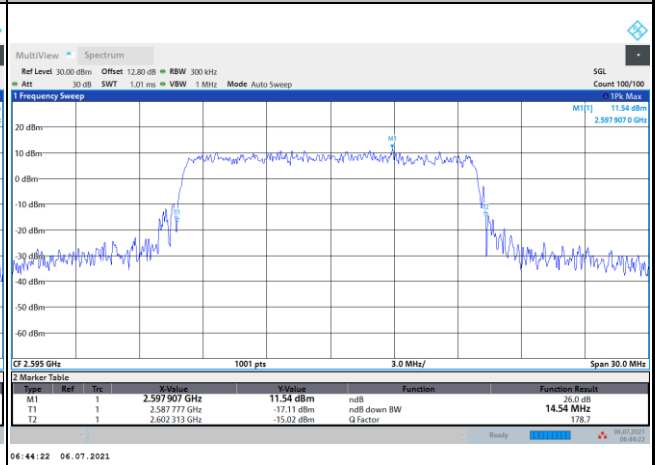 MultiView Spectrum
Ref Level 30.00 dBm Offset 12.80 dB RBW 300 kHz SGL
Att 30 dB SWT 1.01 ms VBW 1 MHz Mode Auto Sweep Count 100/100
1 Frequency Sweep 1Pk Max
M1[1] 11.54 dBm
2.597 907 0 GHz
20 dBm
M1
10 dBm
0 dBm
-10 dBm
T1
T2
-20 dBm
-30 dBm
-40 dBm
-50 dBm
-60 dBm
CF 2.595 GHz 1001 pts 3.0 MHz/ Span 30.0 MHz
2 Marker Table
Type Ref Trc X-Value Y-Value Function Function Result
M1 1 2.597 907 GHz 11.54 dBm ndB 26.0 dB
T1 1 2.587 777 GHz -17.11 dBm ndB down BW 14.54 MHz
T2 1 2.602 313 GHz -15.02 dBm Q Factor 178.7
Ready 06.07.2021
06:44:22
06:44:22 06.07.2021